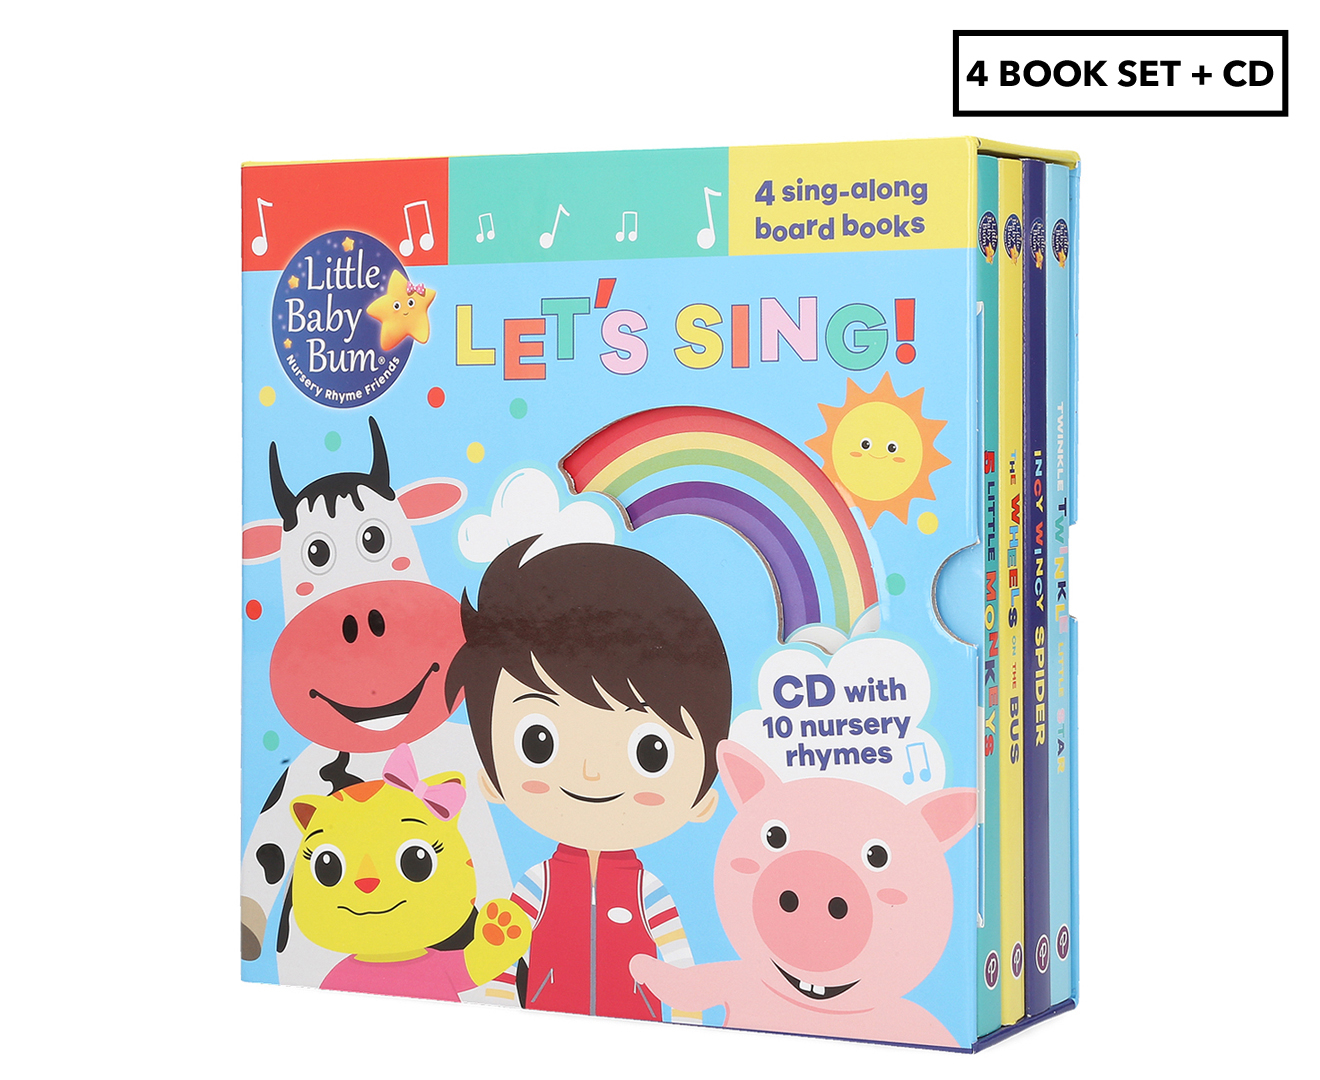 4 BOOK SET + CD
4 sing-along
board books
Little
Baby
Bum®
Nursery Rhyme Friends
LET'S SING!
CD with
10 nursery
rhymes
5 LITTLE MONKEYS
THE WHEELS ON THE BUS
INCY WINCY SPIDER
TWINKLE TWINKLE LITTLE STAR